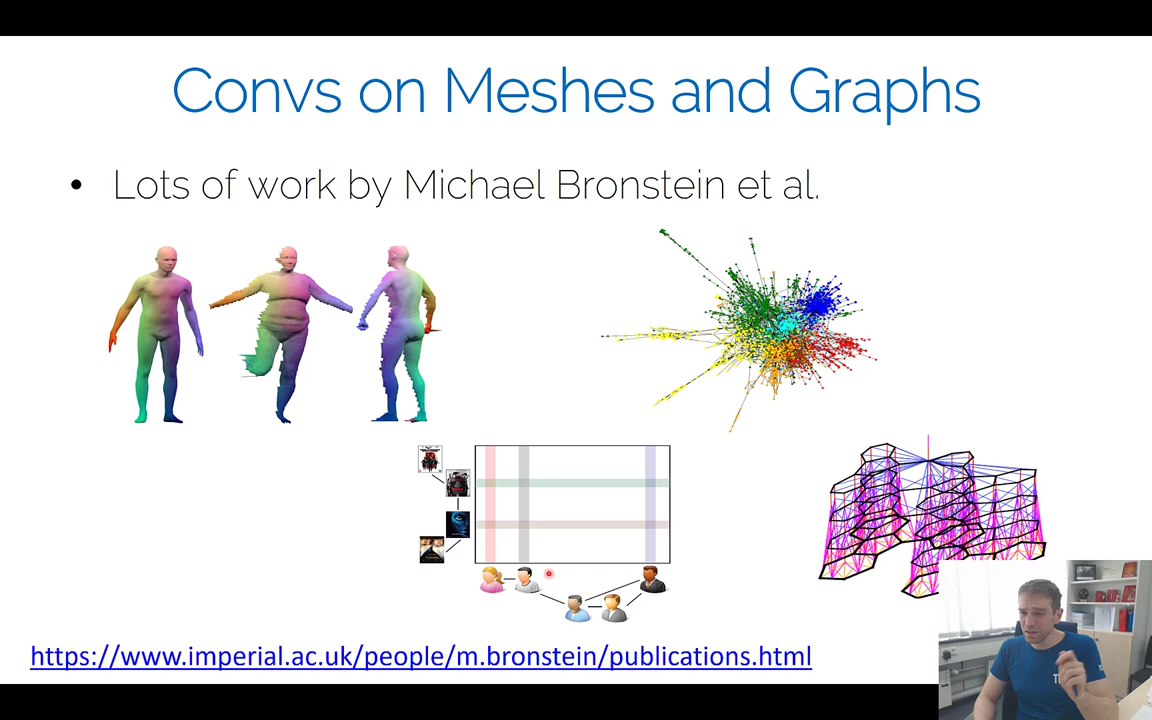 Convs on Meshes and Graphs
• Lots of work by Michael Bronstein et al.
https://www.imperial.ac.uk/people/m.bronstein/publications.html